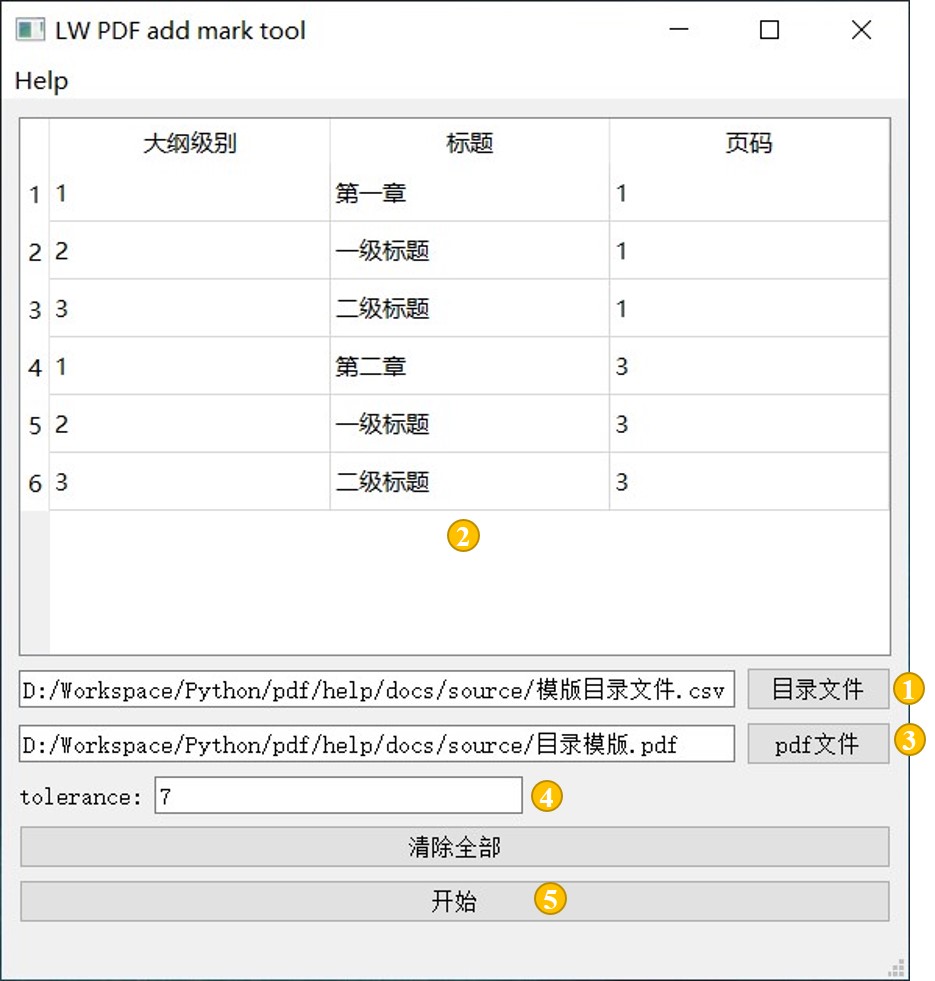 LW PDF add mark tool
Help
大纲级别 标题 页码
1 1 第一章 1
2 2 一级标题 1
3 3 二级标题 1
4 1 第二章 3
5 2 一级标题 3
6 3 二级标题 3
2
D:/Workspace/Python/pdf/help/docs/source/模版目录文件.csv 目录文件 1
D:/Workspace/Python/pdf/help/docs/source/目录模版.pdf pdf文件 3
tolerance: 7 4
清除全部
开始 5